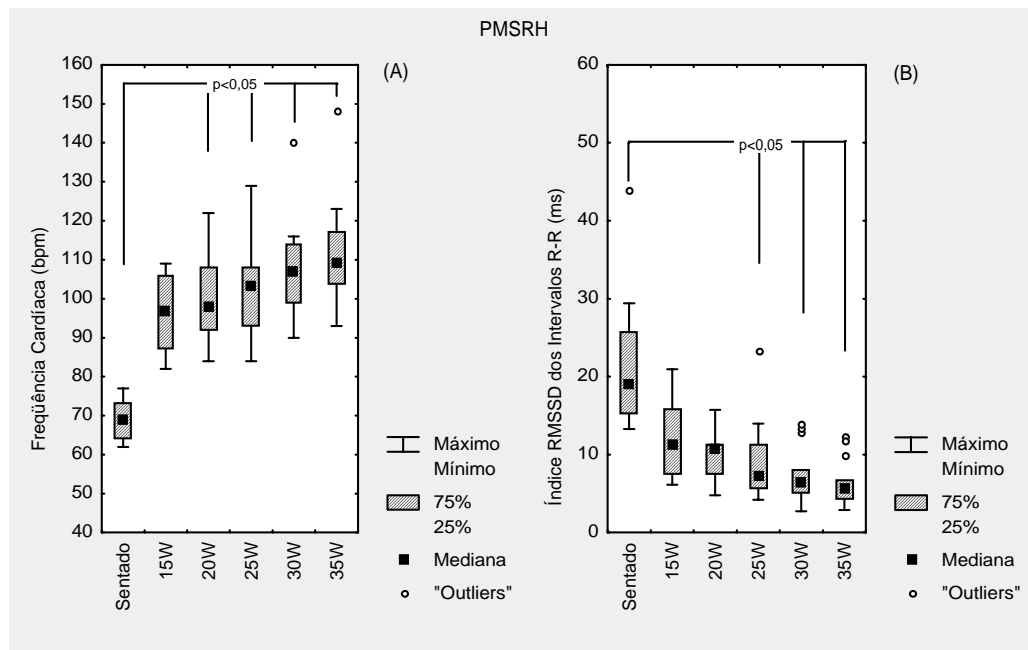 PMSRH
(A)
Freqüência Cardíaca (bpm)
160
150
140
130
120
110
100
90
80
70
60
50
40
p<0,05
Sentado
15W
20W
25W
30W
35W
Máximo
Mínimo
75%
25%
Mediana
"Outliers"
(B)
Índice RMSSD dos Intervalos R-R (ms)
60
50
40
30
20
10
0
p<0,05
Sentado
15W
20W
25W
30W
35W
Máximo
Mínimo
75%
25%
Mediana
"Outliers"